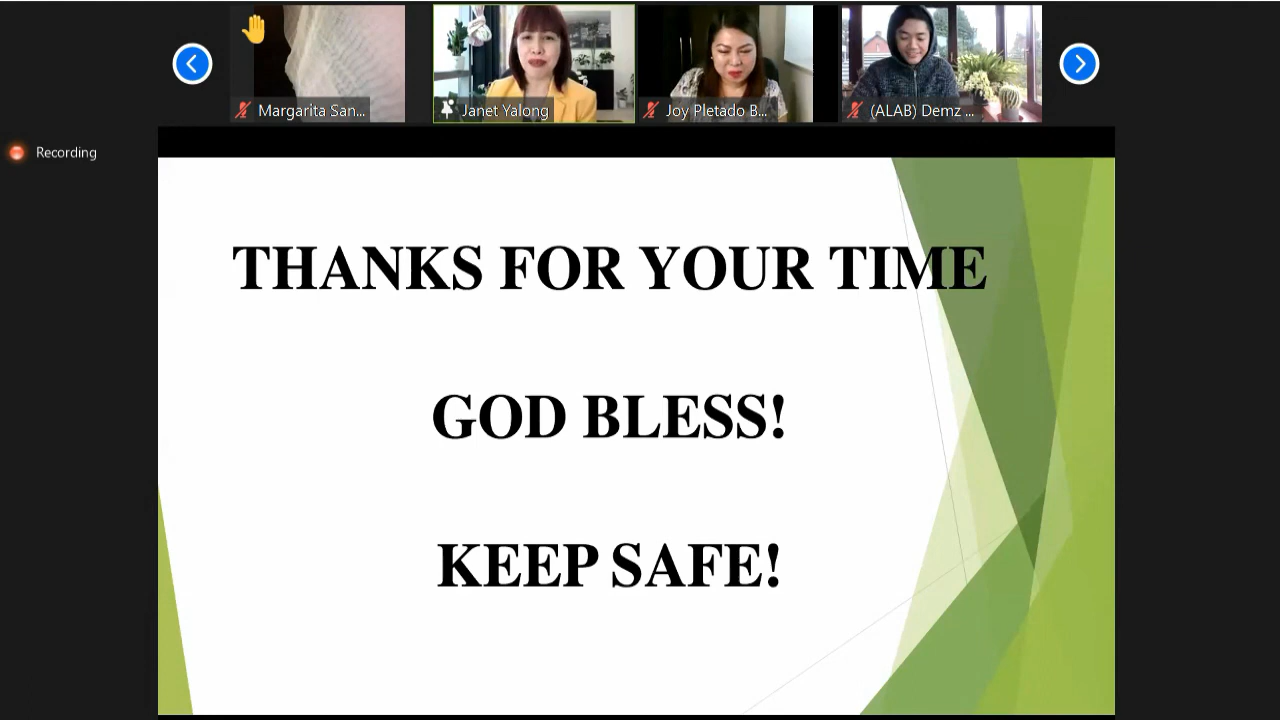 Margarita San...
Janet Yalong
Joy Pletado B...
(ALAB) Demz ...
Recording
THANKS FOR YOUR TIME
GOD BLESS!
KEEP SAFE!